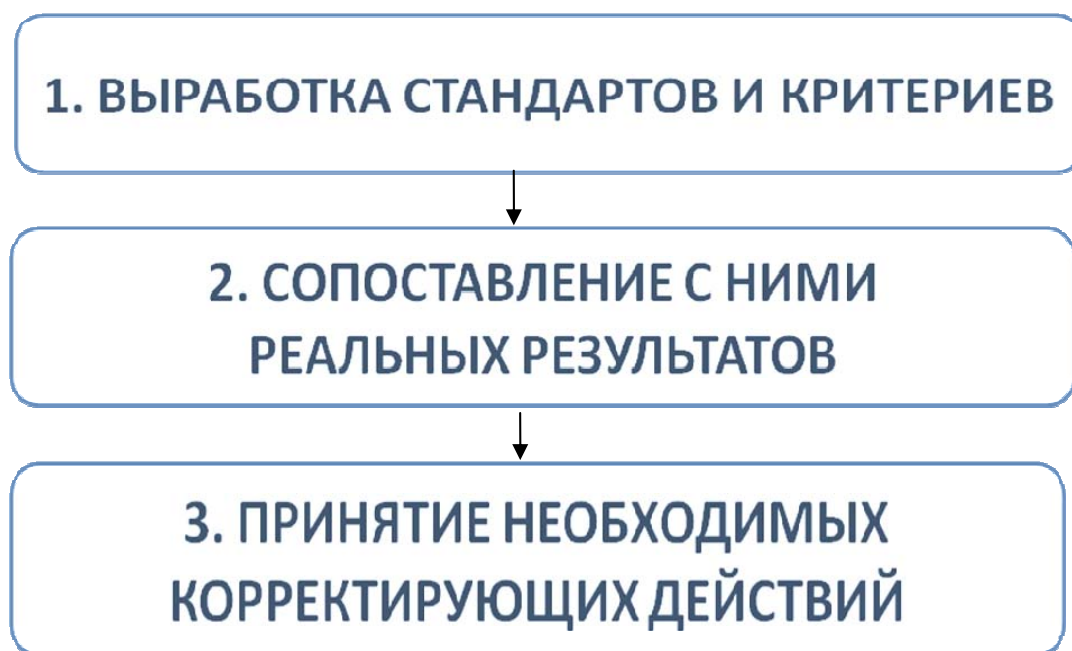 1. ВЫРАБОТКА СТАНДАРТОВ И КРИТЕРИЕВ
2. СОПОСТАВЛЕНИЕ С НИМИ
РЕАЛЬНЫХ РЕЗУЛЬТАТОВ
3. ПРИНЯТИЕ НЕОБХОДИМЫХ
КОРРЕКТИРУЮЩИХ ДЕЙСТВИЙ